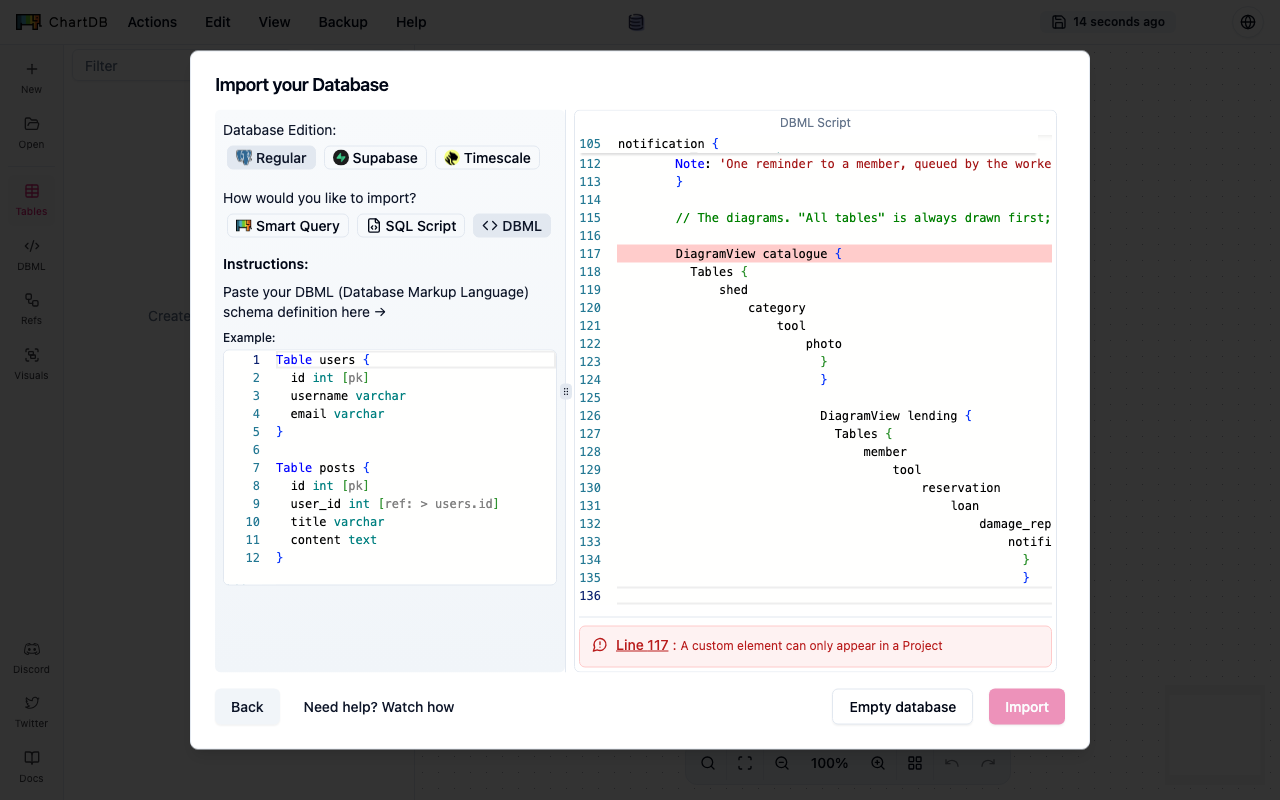 ChartDB Actions Edit View Backup Help 14 seconds ago
Filter
New
Open
Tables
DBML
Refs
Visuals
Create
Discord
Twitter
Docs
Import your Database
Database Edition:
Regular Supabase Timescale
How would you like to import?
Smart Query SQL Script DBML
Instructions:
Paste your DBML (Database Markup Language)
schema definition here →
Example:
1 Table users {
2 id int [pk]
3 username varchar
4 email varchar
5 }
6
7 Table posts {
8 id int [pk]
9 user_id int [ref: > users.id]
10 title varchar
11 content text
12 }
DBML Script
105 notification {
112 Note: 'One reminder to a member, queued by the worke
113 }
114
115 // The diagrams. "All tables" is always drawn first;
116
117 DiagramView catalogue {
118 Tables {
119 shed
120 category
121 tool
122 photo
123 }
124 }
125
126 DiagramView lending {
127 Tables {
128 member
129 tool
130 reservation
131 loan
132 damage_rep
133 notifi
134 }
135 }
136
Line 117 : A custom element can only appear in a Project
Back Need help? Watch how Empty database Import
100%